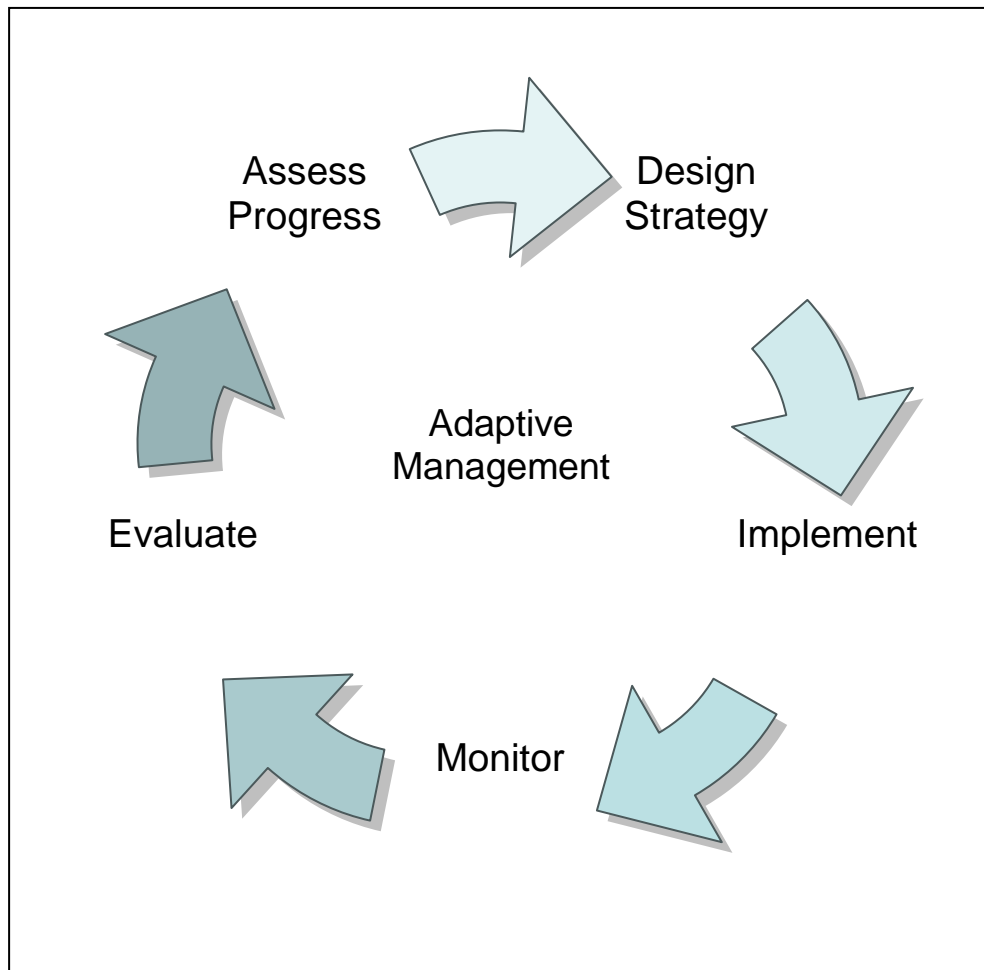 Assess
Progress
Design
Strategy
Adaptive
Management
Evaluate
Implement
Monitor